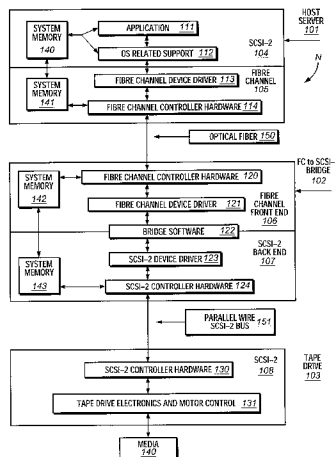 HOST
SERVER
101
SYSTEM
MEMORY
140
APPLICATION 111
OS RELATED SUPPORT 112
SCSI-2
104
FIBRE
CHANNEL
105
N
SYSTEM
MEMORY
141
FIBRE CHANNEL DEVICE DRIVER 113
FIBRE CHANNEL CONTROLLER HARDWARE 114
OPTICAL FIBER 150
FC TO SCSI-
BRIDGE
102
SYSTEM
MEMORY
142
FIBRE CHANNEL CONTROLLER HARDWARE 120
FIBRE CHANNEL DEVICE DRIVER 121
FIBRE
CHANNEL
FRONT END
106
BRIDGE SOFTWARE 122
SCSI-2
BACK END
107
SYSTEM
MEMORY
143
SCSI-2 DEVICE DRIVER 123
SCSI-2 CONTROLLER HARDWARE 124
PARALLEL WIRE
SCSI-2 BUS 151
SCSI-2
108
TAPE
DRIVE
103
SCSI-2 CONTROLLER HARDWARE 130
TAPE DRIVE ELECTRONICS AND MOTOR CONTROL 131
MEDIA
140